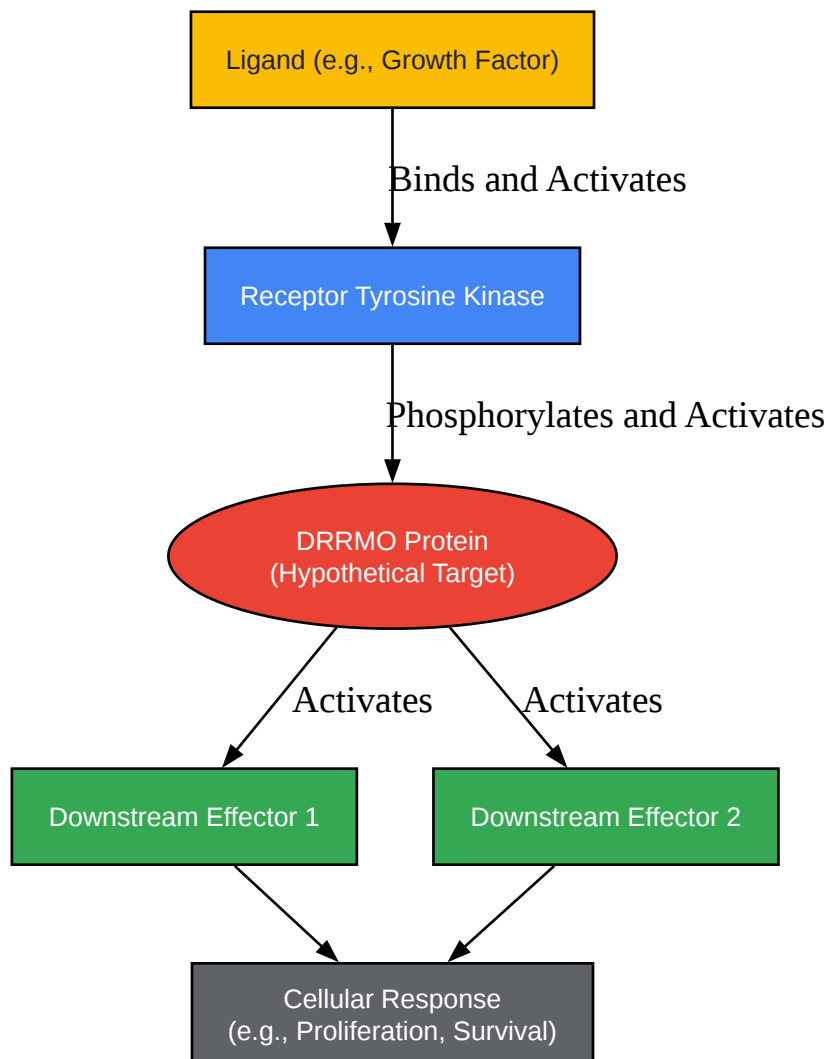 Ligand (e.g., Growth Factor)
Binds and Activates
Receptor Tyrosine Kinase
Phosphorylates and Activates
DRRMO Protein
(Hypothetical Target)
Activates
Activates
Downstream Effector 1
Downstream Effector 2
Cellular Response
(e.g., Proliferation, Survival)